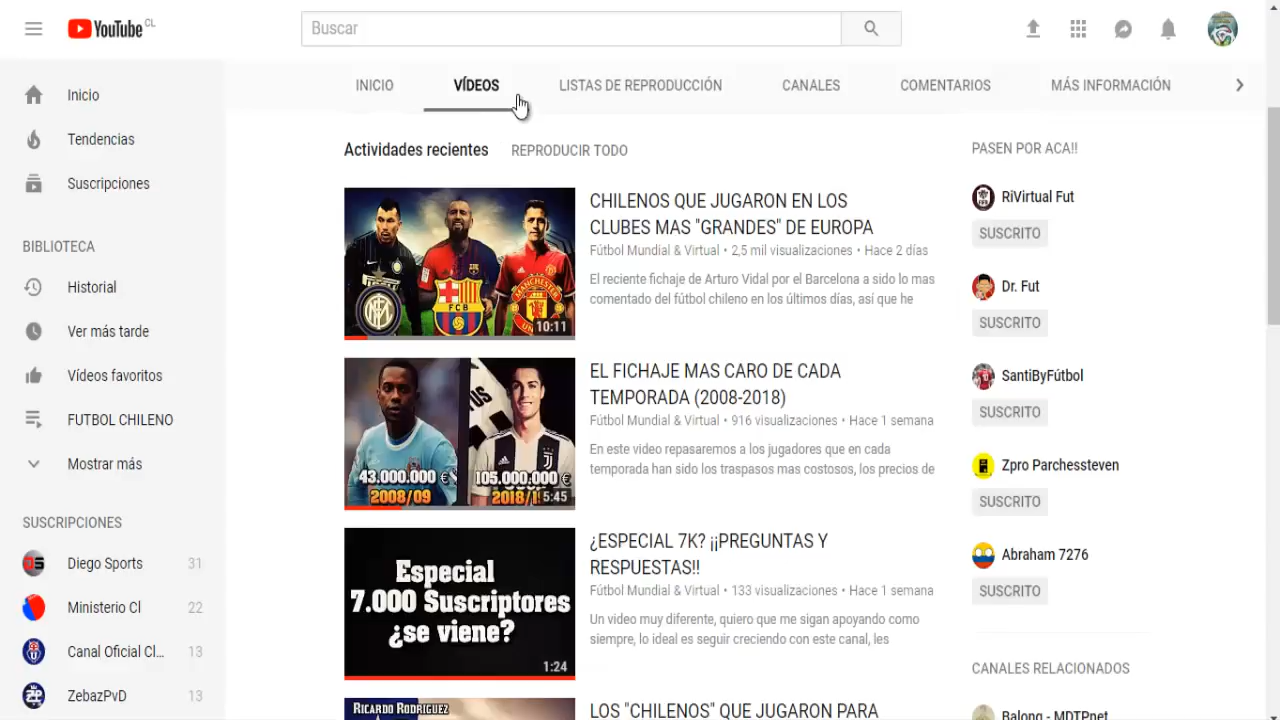 YouTube CL
Buscar
INICIO
VÍDEOS
LISTAS DE REPRODUCCIÓN
CANALES
COMENTARIOS
MÁS INFORMACIÓN
Inicio
Tendencias
Suscripciones
BIBLIOTECA
Historial
Ver más tarde
Vídeos favoritos
FUTBOL CHILENO
Mostrar más
SUSCRIPCIONES
Diego Sports 31
Ministerio Cl 22
Canal Oficial Cl... 13
ZebazPvD 13
Actividades recientes REPRODUCIR TODO
FCB
10:11
CHILENOS QUE JUGARON EN LOS
CLUBES MAS "GRANDES" DE EUROPA
Fútbol Mundial & Virtual • 2,5 mil visualizaciones • Hace 2 días
El reciente fichaje de Arturo Vidal por el Barcelona a sido lo mas
comentado del fútbol chileno en los últimos días, así que he
43.000.000 €
2008/09
105.000.000 €
2018/1
5:45
EL FICHAJE MAS CARO DE CADA
TEMPORADA (2008-2018)
Fútbol Mundial & Virtual • 916 visualizaciones • Hace 1 semana
En este video repasaremos a los jugadores que en cada
temporada han sido los traspasos mas costosos, los precios de
Especial
7.000 Suscriptores
¿se viene?
1:24
¿ESPECIAL 7K? ¡¡PREGUNTAS Y
RESPUESTAS!!
Fútbol Mundial & Virtual • 133 visualizaciones • Hace 1 semana
Un video muy diferente, quiero que me sigan apoyando como
siempre, lo ideal es seguir creciendo con este canal, les
RICARDO RODRIGUEZ
LOS "CHILENOS" QUE JUGARON PARA
PASEN POR ACA!!
RiVirtual Fut
SUSCRITO
Dr. Fut
SUSCRITO
SantiByFútbol
SUSCRITO
Zpro Parchessteven
SUSCRITO
Abraham 7276
SUSCRITO
CANALES RELACIONADOS
Balong - MDTPnet